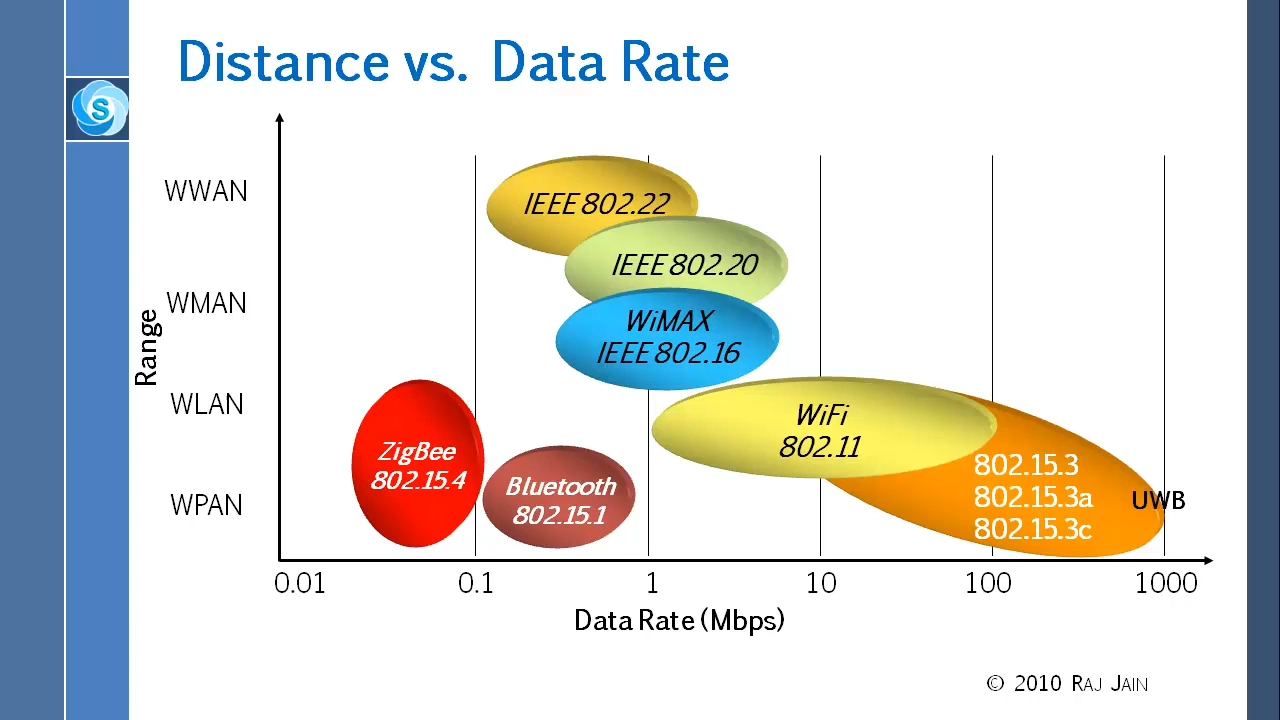 Distance vs. Data Rate
S
WWAN
IEEE 802.22
IEEE 802.20
WMAN
WiMAX
IEEE 802.16
Range
WLAN
WiFi
802.11
ZigBee
802.15.4
Bluetooth
802.15.1
802.15.3
802.15.3a
802.15.3c
UWB
WPAN
0.01 0.1 1 10 100 1000
Data Rate (Mbps)
© 2010 RAJ JAIN